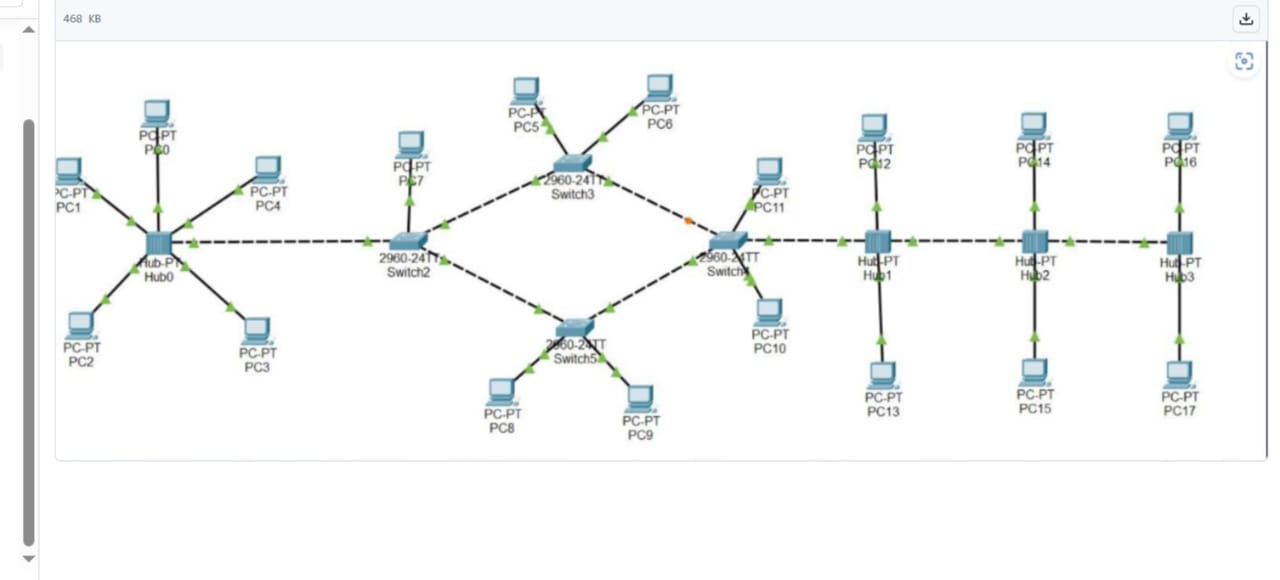 468 KB
PC-PT
PC0
PC-PT
PC1
PC-PT
PC4
Hub-PT
Hub0
PC-PT
PC2
PC-PT
PC3
PC-PT
PC7
2960-24TT
Switch2
PC-PT
PC5
PC-PT
PC6
2960-24TT
Switch3
PC-PT
PC11
2960-24TT
Switch4
PC-PT
PC10
2960-24TT
Switch5
PC-PT
PC8
PC-PT
PC9
PC-PT
PC12
Hub-PT
Hub1
PC-PT
PC13
PC-PT
PC14
Hub-PT
Hub2
PC-PT
PC15
PC-PT
PC16
Hub-PT
Hub3
PC-PT
PC17